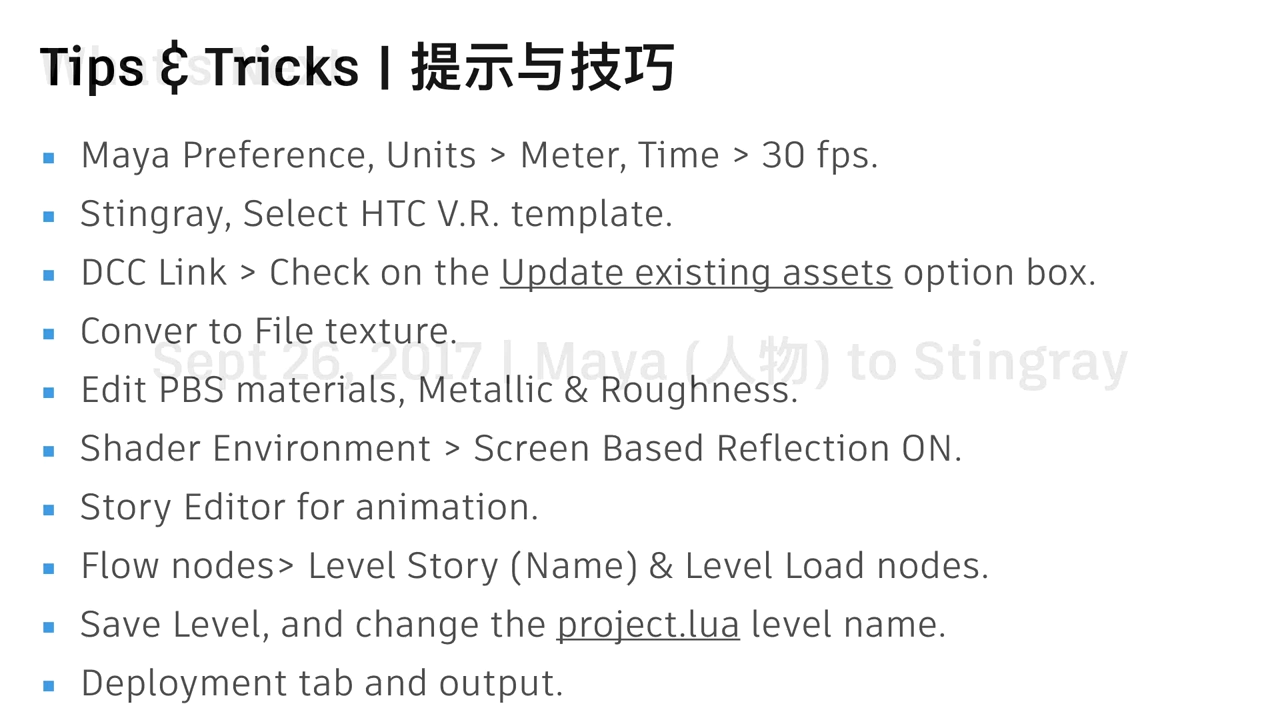 Tips & Tricks | 提示与技巧
What's Next
Maya Preference, Units > Meter, Time > 30 fps.
Stingray, Select HTC V.R. template.
DCC Link > Check on the Update existing assets option box.
Conver to File texture.
Sept 26, 2017 | Maya (人物) to Stingray
Edit PBS materials, Metallic & Roughness.
Shader Environment > Screen Based Reflection ON.
Story Editor for animation.
Flow nodes> Level Story (Name) & Level Load nodes.
Save Level, and change the project.lua level name.
Deployment tab and output.